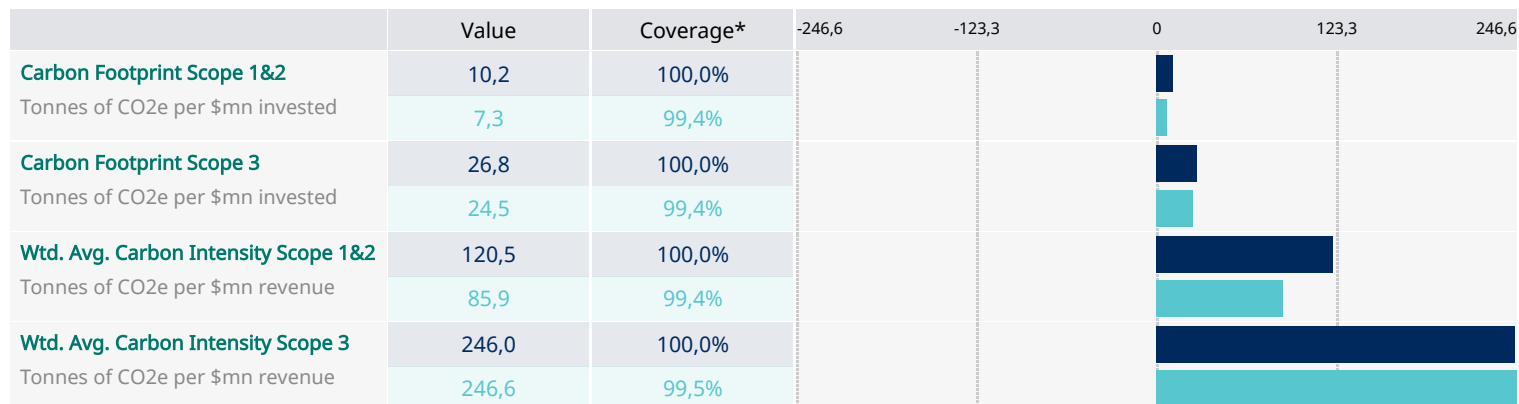 Value Coverage* -246,6 -123,3 0 123,3 246,6
Carbon Footprint Scope 1&2 10,2 100,0%
Tonnes of CO2e per $mn invested 7,3 99,4%
Carbon Footprint Scope 3 26,8 100,0%
Tonnes of CO2e per $mn invested 24,5 99,4%
Wtd. Avg. Carbon Intensity Scope 1&2 120,5 100,0%
Tonnes of CO2e per $mn revenue 85,9 99,4%
Wtd. Avg. Carbon Intensity Scope 3 246,0 100,0%
Tonnes of CO2e per $mn revenue 246,6 99,5%